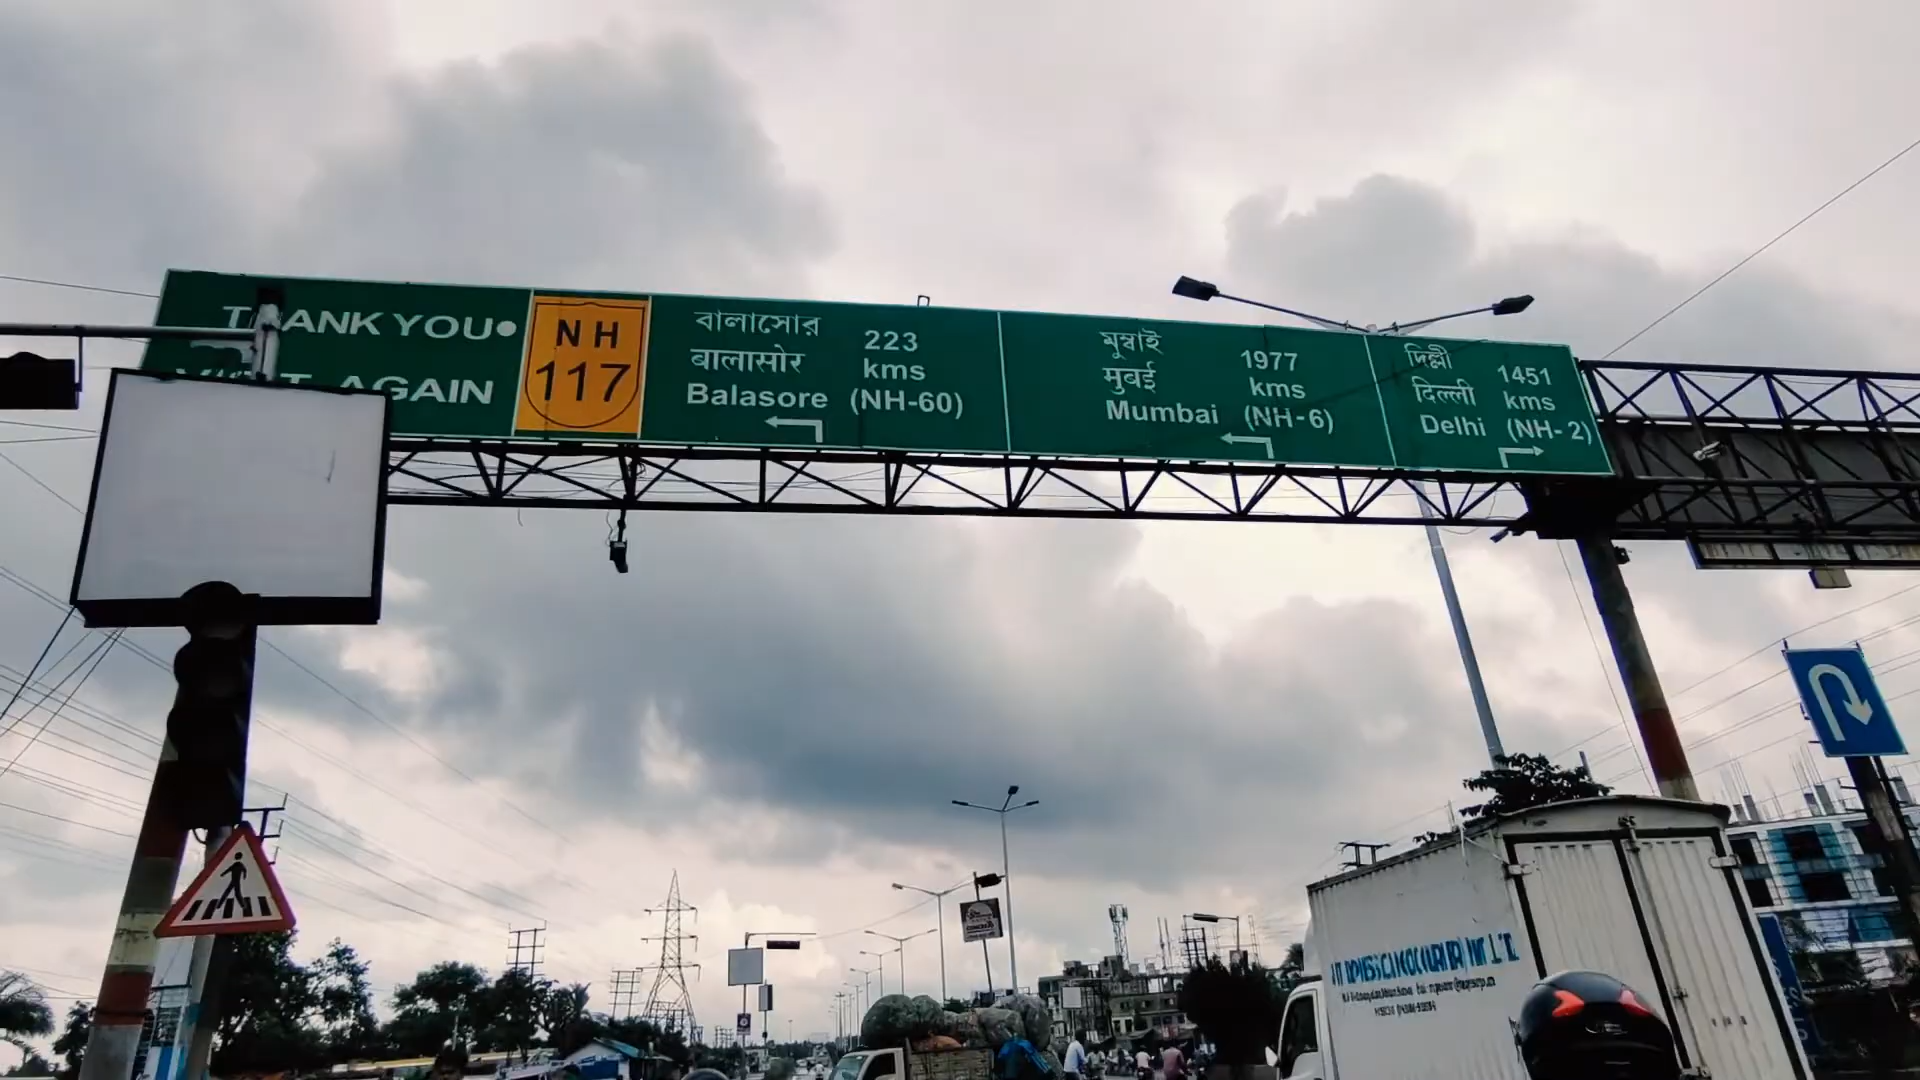 THANK YOU
VISIT AGAIN
NH
117
বালাসোর
बालासोर
Balasore
223
kms
(NH-60)
মুম্বাই
मुंबई
Mumbai
1977
kms
(NH-6)
দিল্লী
दिल्ली
Delhi
1451
kms
(NH-2)